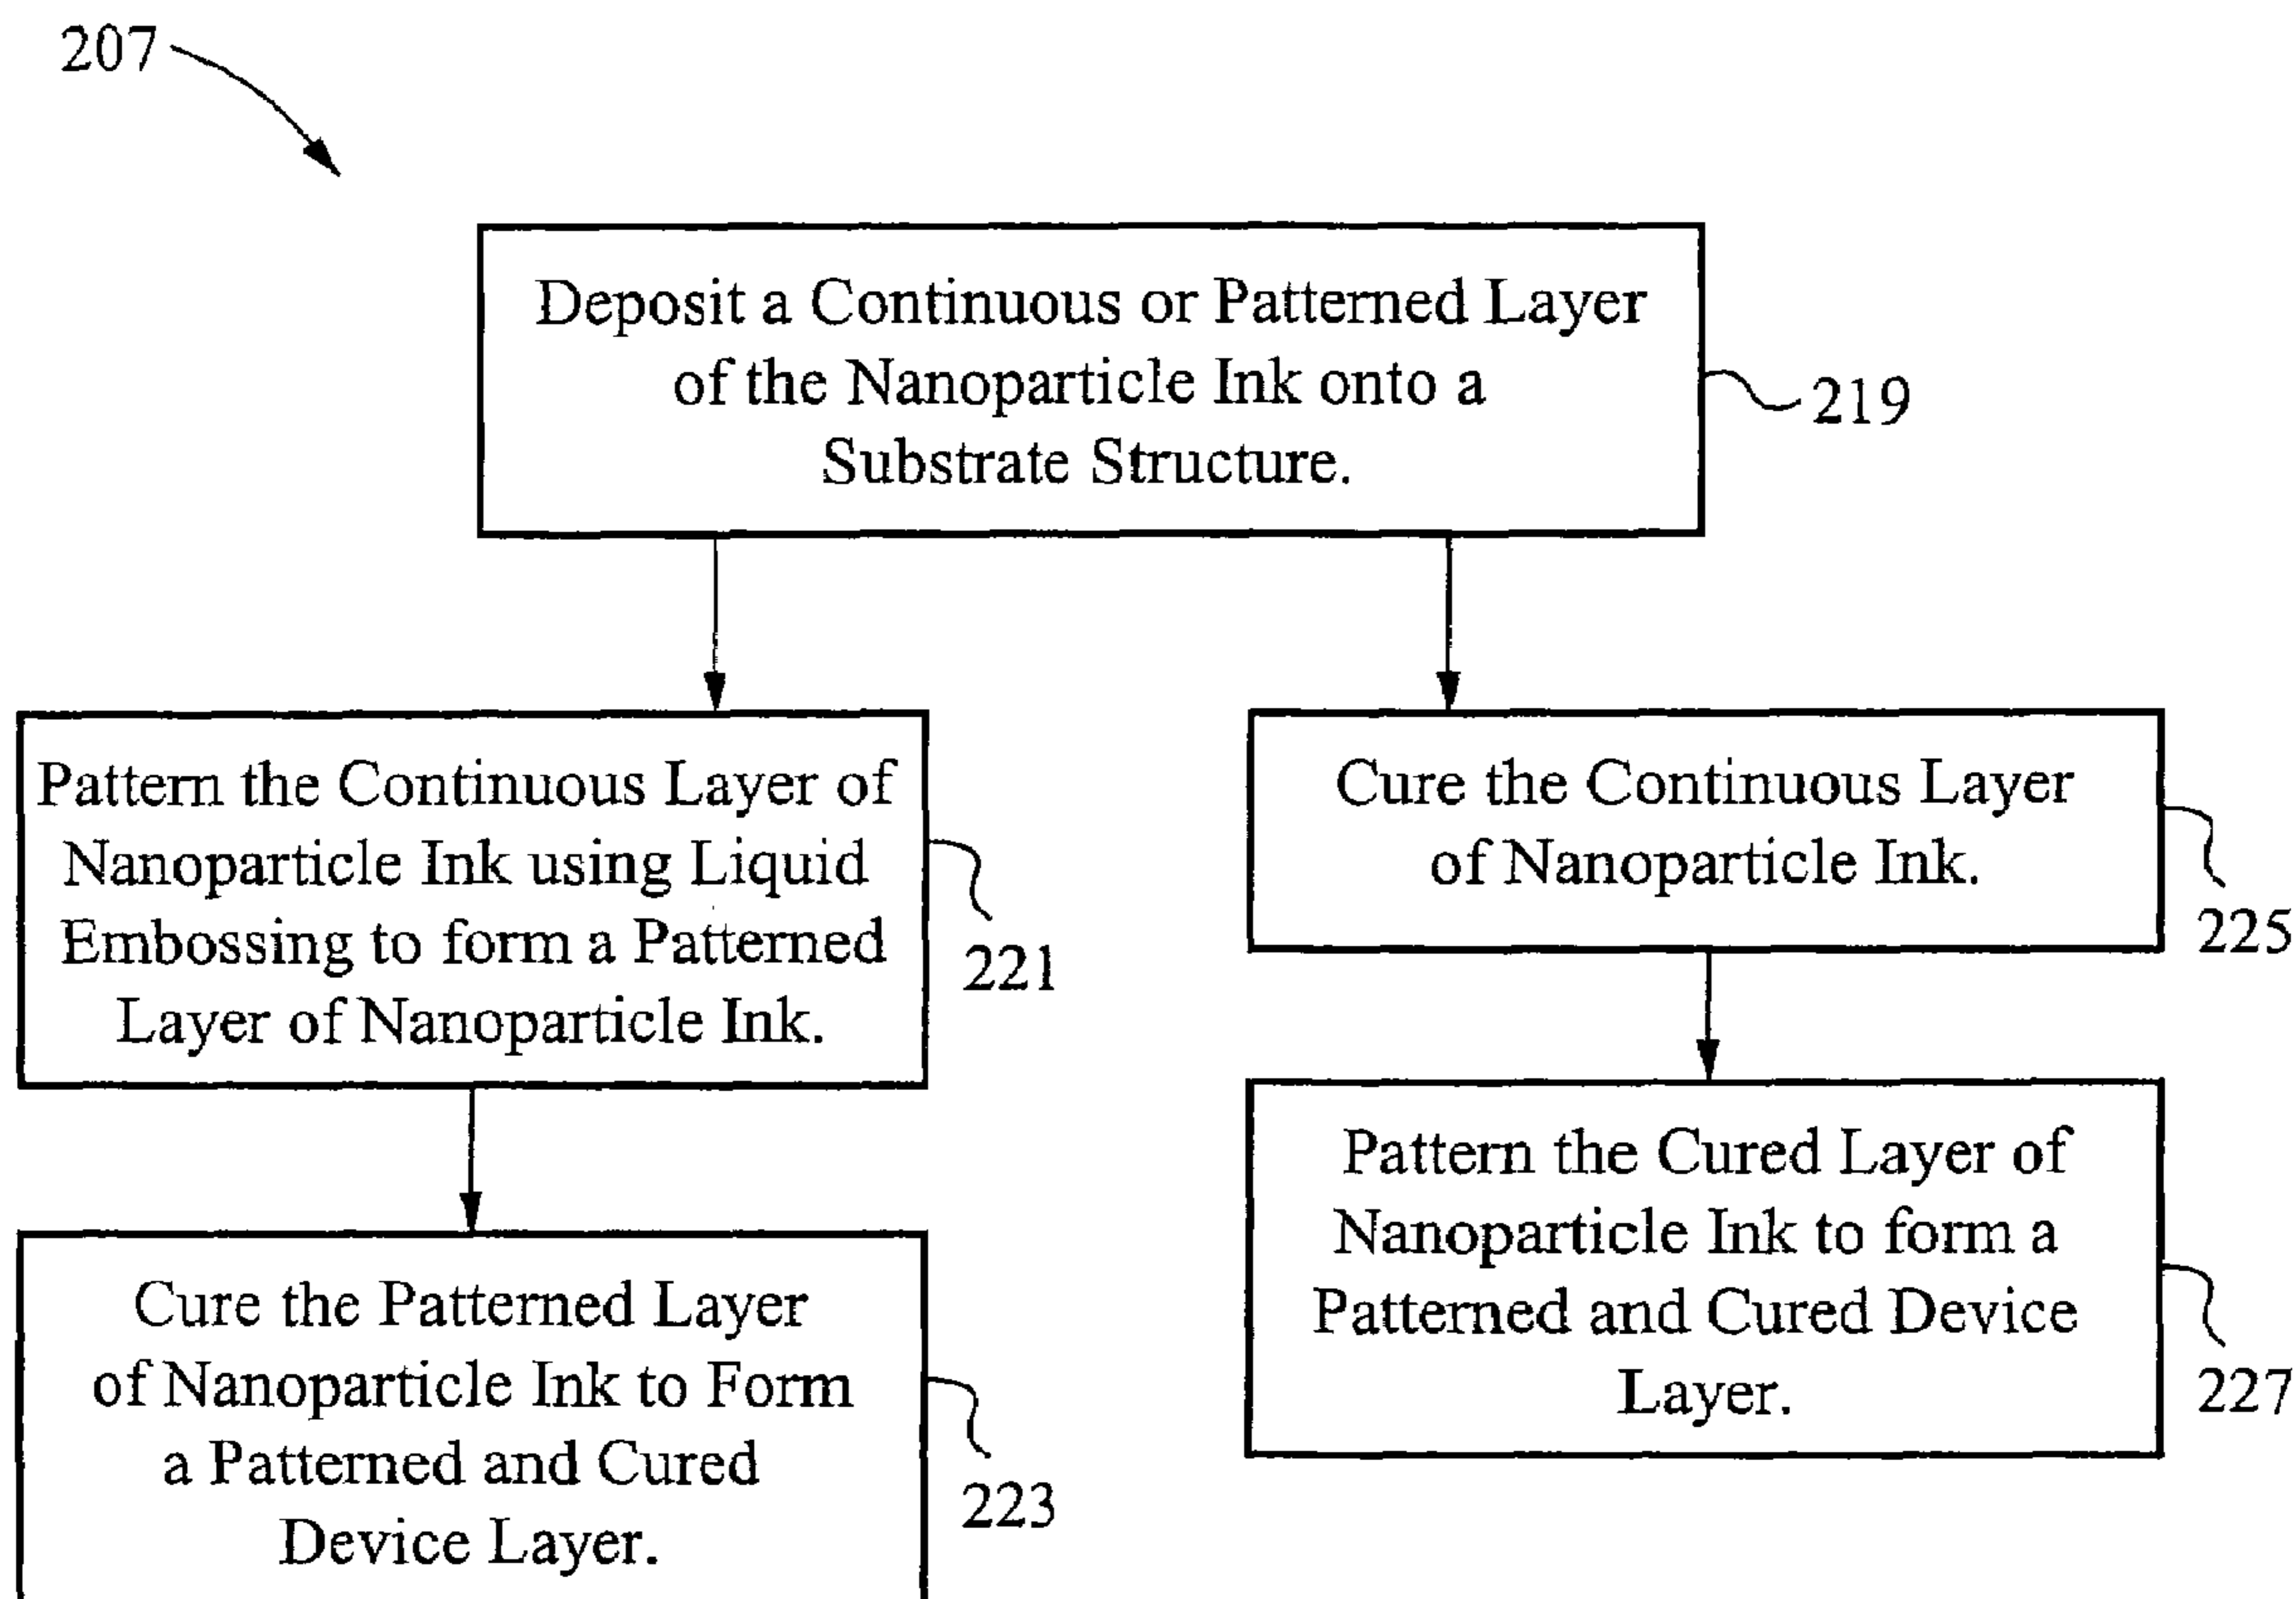 207
Deposit a Continuous or Patterned Layer
of the Nanoparticle Ink onto a
Substrate Structure.
219
Pattern the Continuous Layer of
Nanoparticle Ink using Liquid
Embossing to form a Patterned
Layer of Nanoparticle Ink.
221
Cure the Patterned Layer
of Nanoparticle Ink to Form
a Patterned and Cured
Device Layer.
223
Cure the Continuous Layer
of Nanoparticle Ink.
225
Pattern the Cured Layer of
Nanoparticle Ink to form a
Patterned and Cured Device
Layer.
227